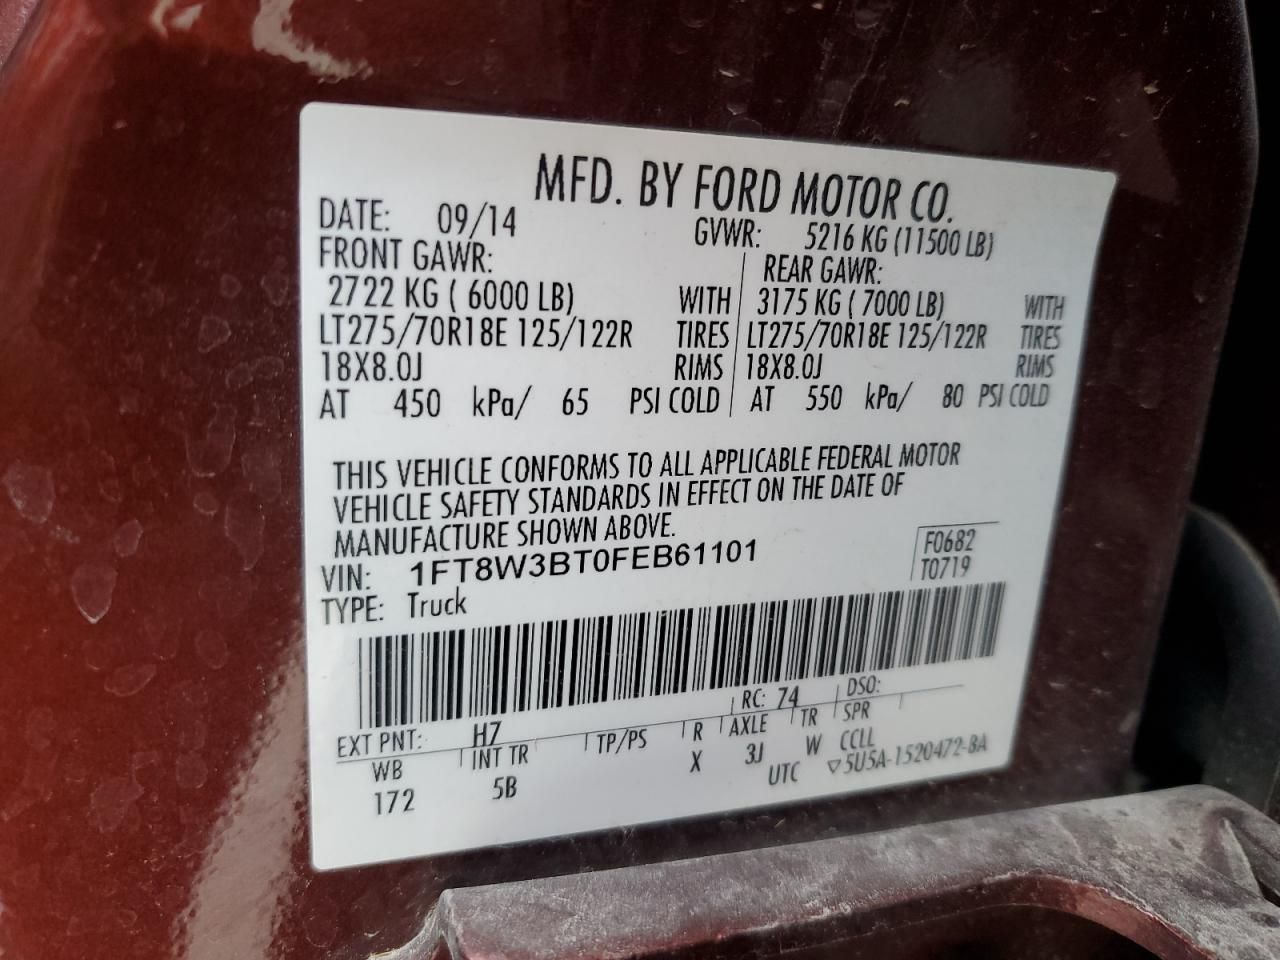 MFD. BY FORD MOTOR CO.
DATE: 09/14 GVWR: 5216 KG (11500 LB)
FRONT GAWR: REAR GAWR:
2722 KG ( 6000 LB) WITH 3175 KG ( 7000 LB) WITH
LT275/70R18E 125/122R TIRES LT275/70R18E 125/122R TIRES
18X8.0J RIMS 18X8.0J RIMS
AT 450 kPa/ 65 PSI COLD AT 550 kPa/ 80 PSI COLD
THIS VEHICLE CONFORMS TO ALL APPLICABLE FEDERAL MOTOR
VEHICLE SAFETY STANDARDS IN EFFECT ON THE DATE OF
MANUFACTURE SHOWN ABOVE.
VIN: 1FT8W3BT0FEB61101 F0682
TYPE: Truck T0719
EXT PNT: H7 RC: 74 DSO:
WB INT TR TP/PS R AXLE TR SPR
172 5B X 3J W CCLL
UTC ▽5U5A-1520472-BA